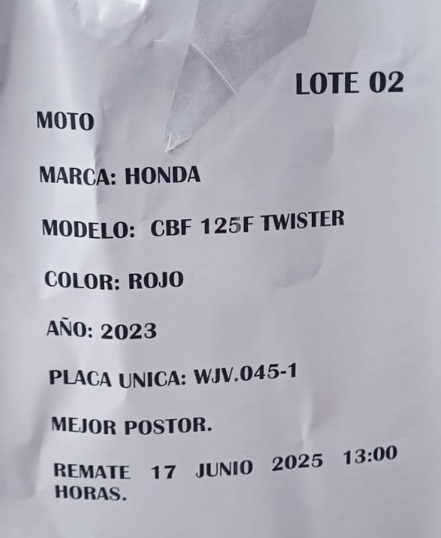 LOTE 02
MOTO
MARCA: HONDA
MODELO: CBF 125F TWISTER
COLOR: ROJO
AÑO: 2023
PLACA UNICA: WJV.045-1
MEJOR POSTOR.
REMATE 17 JUNIO 2025 13:00
HORAS.